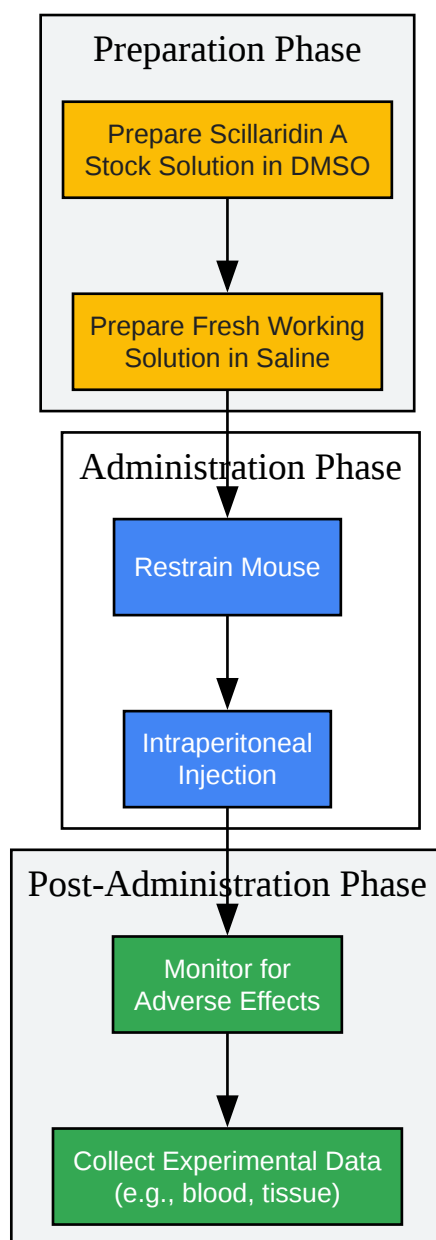 Preparation Phase
Prepare Scillaridin A
Stock Solution in DMSO
Prepare Fresh Working
Solution in Saline
Administration Phase
Restrain Mouse
Intraperitoneal
Injection
Post-Administration Phase
Monitor for
Adverse Effects
Collect Experimental Data
(e.g., blood, tissue)